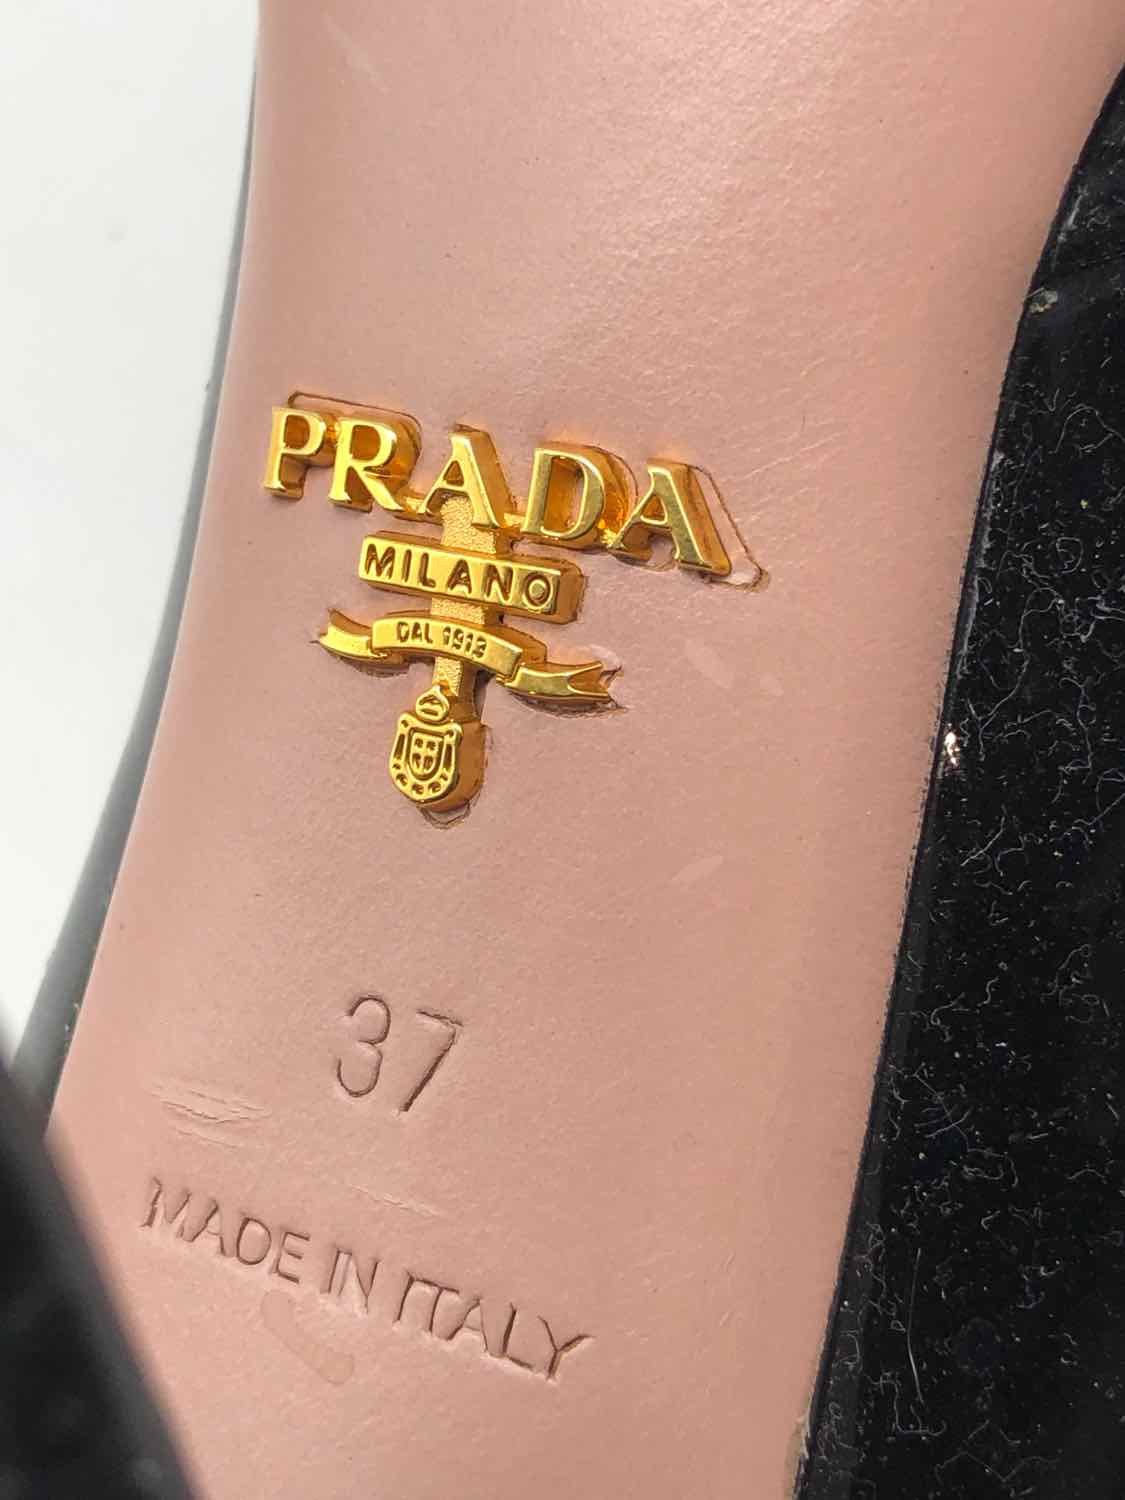 PRADA
MILANO
DAL 1913
37
MADE IN ITALY